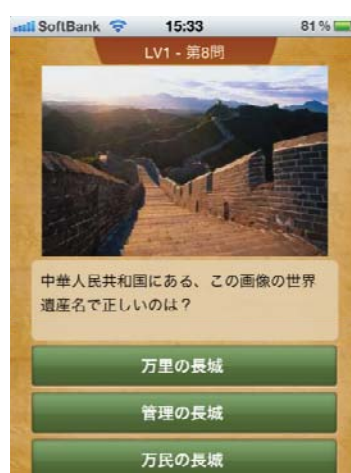 SoftBank 15:33 81%
LV1 - 第8問
中華人民共和国にある、この画像の世界
遺産名で正しいのは？
万里の長城
管理の長城
万民の長城